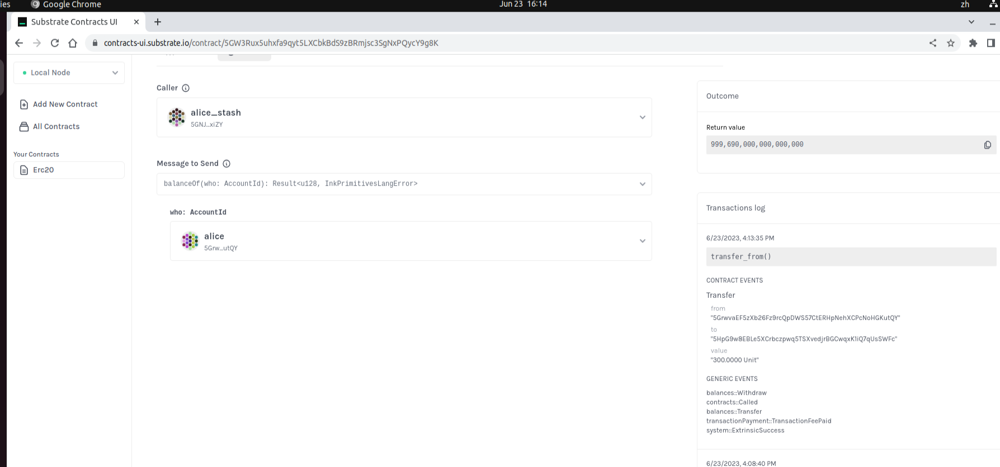 ies
Google Chrome
Jun 23 16:14
zh
Substrate Contracts UI
contracts-ui.substrate.io/contract/5GW3Rux5uhxfa9qyt5LXCbkBdS9zBRmjsc3SgNxPQycY9g8K
Local Node
Add New Contract
All Contracts
Your Contracts
Erc20
Caller
alice_stash
5GNJ...xiZY
Message to Send
balanceOf(who: AccountId): Result<u128, InkPrimitivesLangError>
who: AccountId
alice
5Grw...utQY
Outcome
Return value
999,690,000,000,000,000
Transactions log
6/23/2023, 4:13:35 PM
transfer_from()
CONTRACT EVENTS
Transfer
from
"5GrwvaEF5zXb26Fz9rcQpDWS57CtERHpNehXCPcNoHGKutQY"
to
"5HpG9w8EBLe5XCrbczpwq5TSXvedjrBGCwqxK1iQ7qUsSWFc"
value
"300.0000 Unit"
GENERIC EVENTS
balances::Withdraw
contracts::Called
balances::Transfer
transactionPayment::TransactionFeePaid
system::ExtrinsicSuccess
6/23/2023, 4:08:40 PM